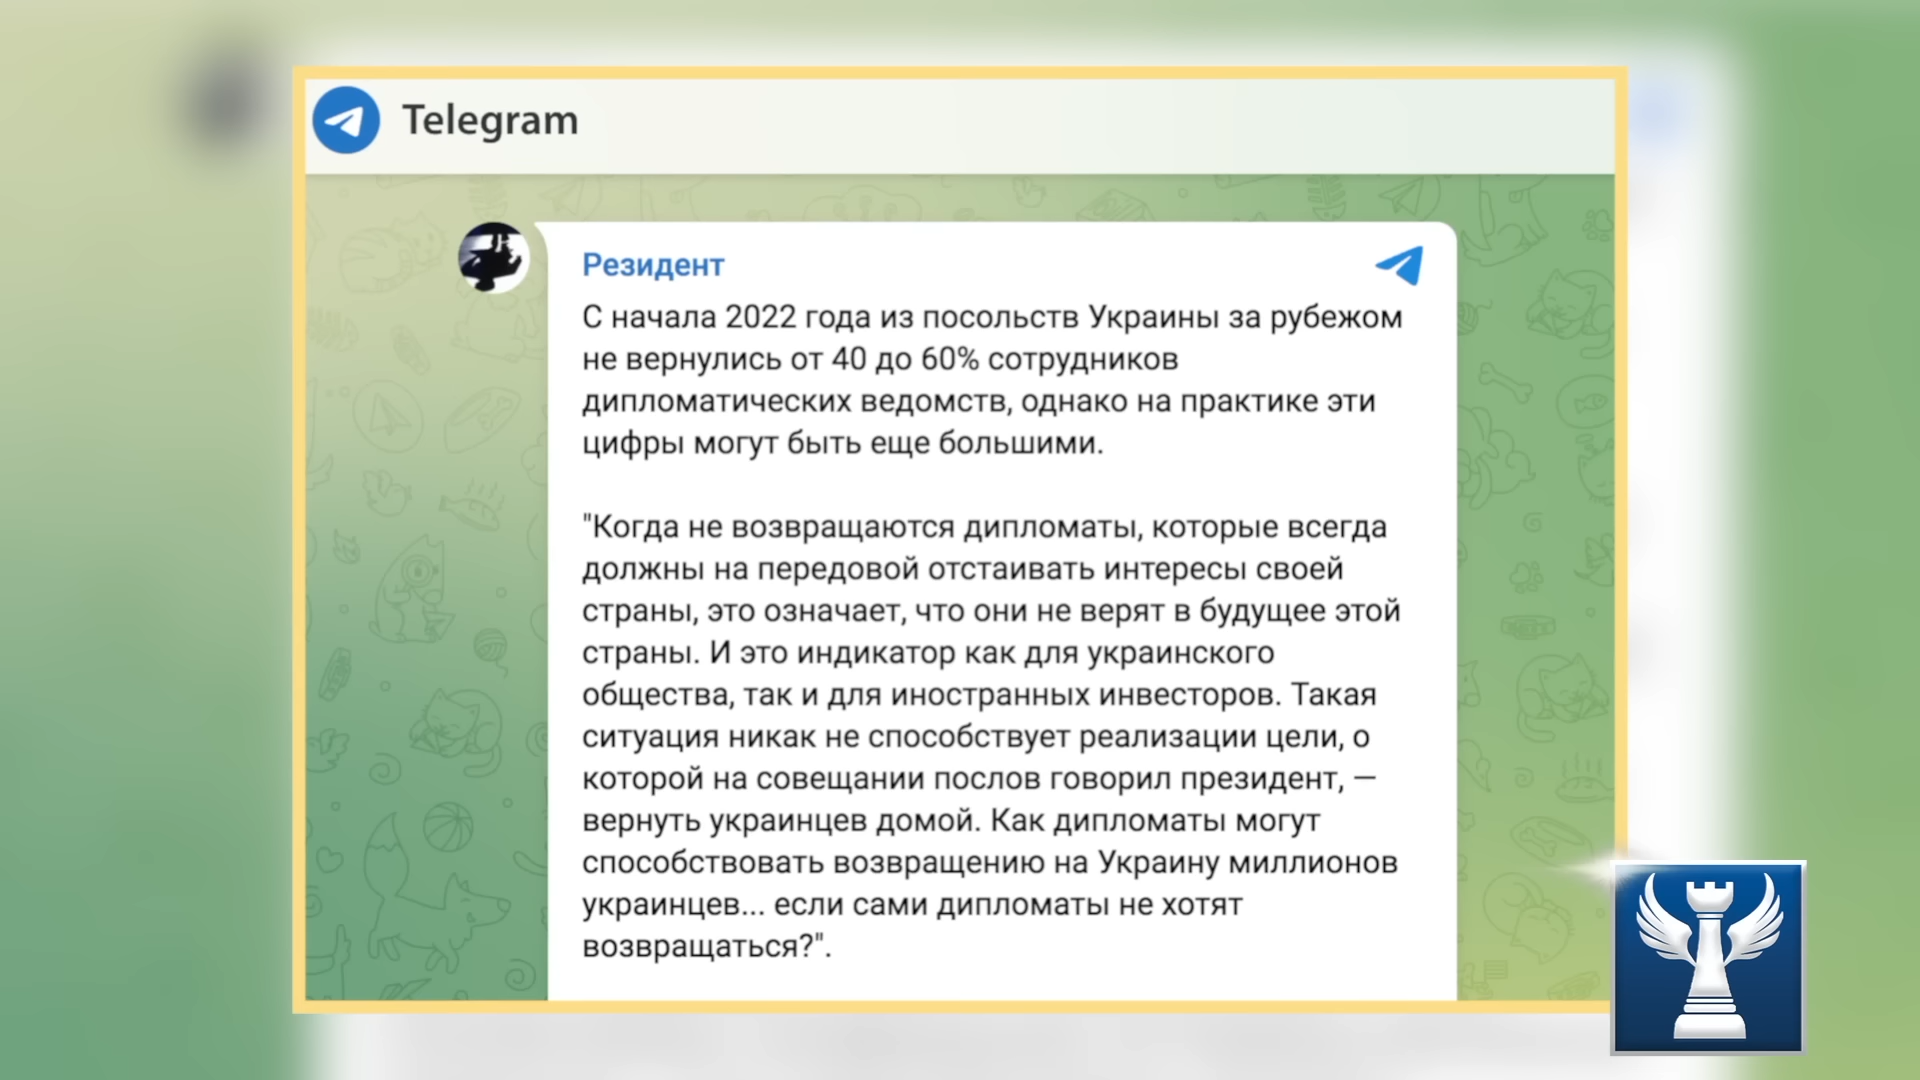 Telegram
Резидент
С начала 2022 года из посольств Украины за рубежом
не вернулись от 40 до 60% сотрудников
дипломатических ведомств, однако на практике эти
цифры могут быть еще большими.
"Когда не возвращаются дипломаты, которые всегда
должны на передовой отстаивать интересы своей
страны, это означает, что они не верят в будущее этой
страны. И это индикатор как для украинского
общества, так и для иностранных инвесторов. Такая
ситуация никак не способствует реализации цели, о
которой на совещании послов говорил президент, —
вернуть украинцев домой. Как дипломаты могут
способствовать возвращению на Украину миллионов
украинцев... если сами дипломаты не хотят
возвращаться?".